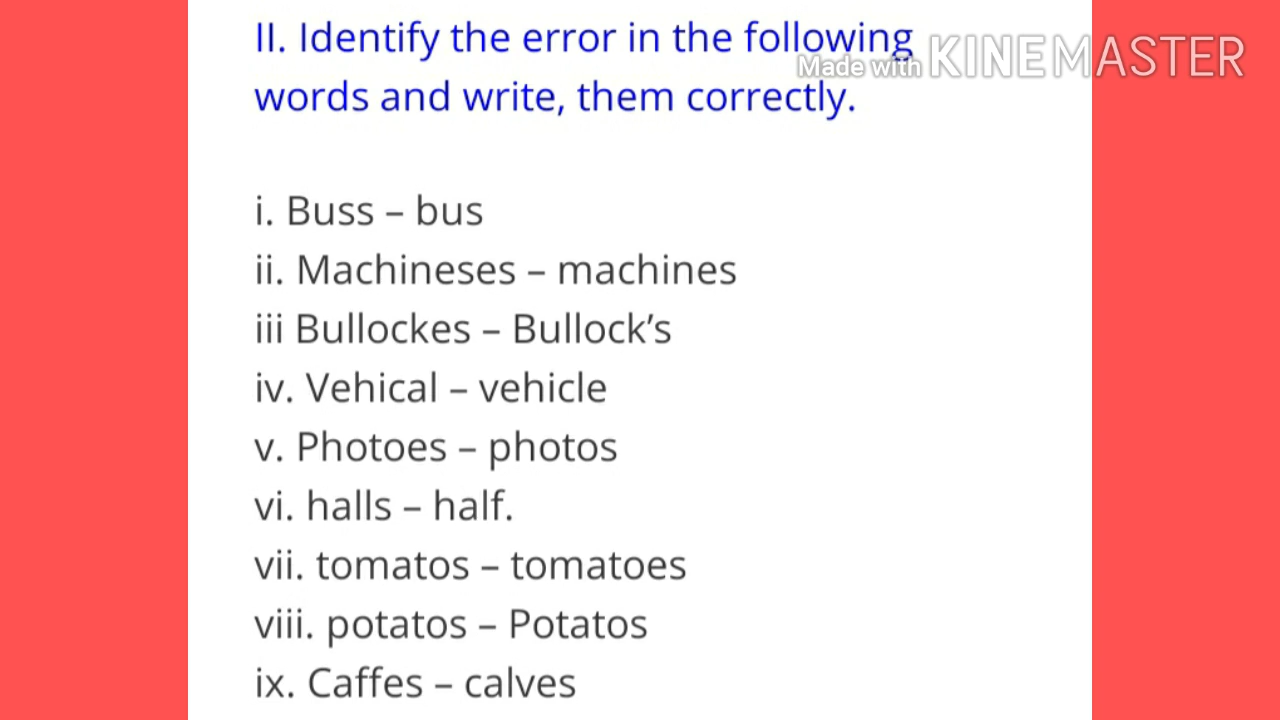 II. Identify the error in the following
Made with KINEMASTER
words and write, them correctly.
i. Buss – bus
ii. Machineses – machines
iii Bullockes – Bullock’s
iv. Vehical – vehicle
v. Photoes – photos
vi. halls – half.
vii. tomatos – tomatoes
viii. potatos – Potatos
ix. Caffes – calves